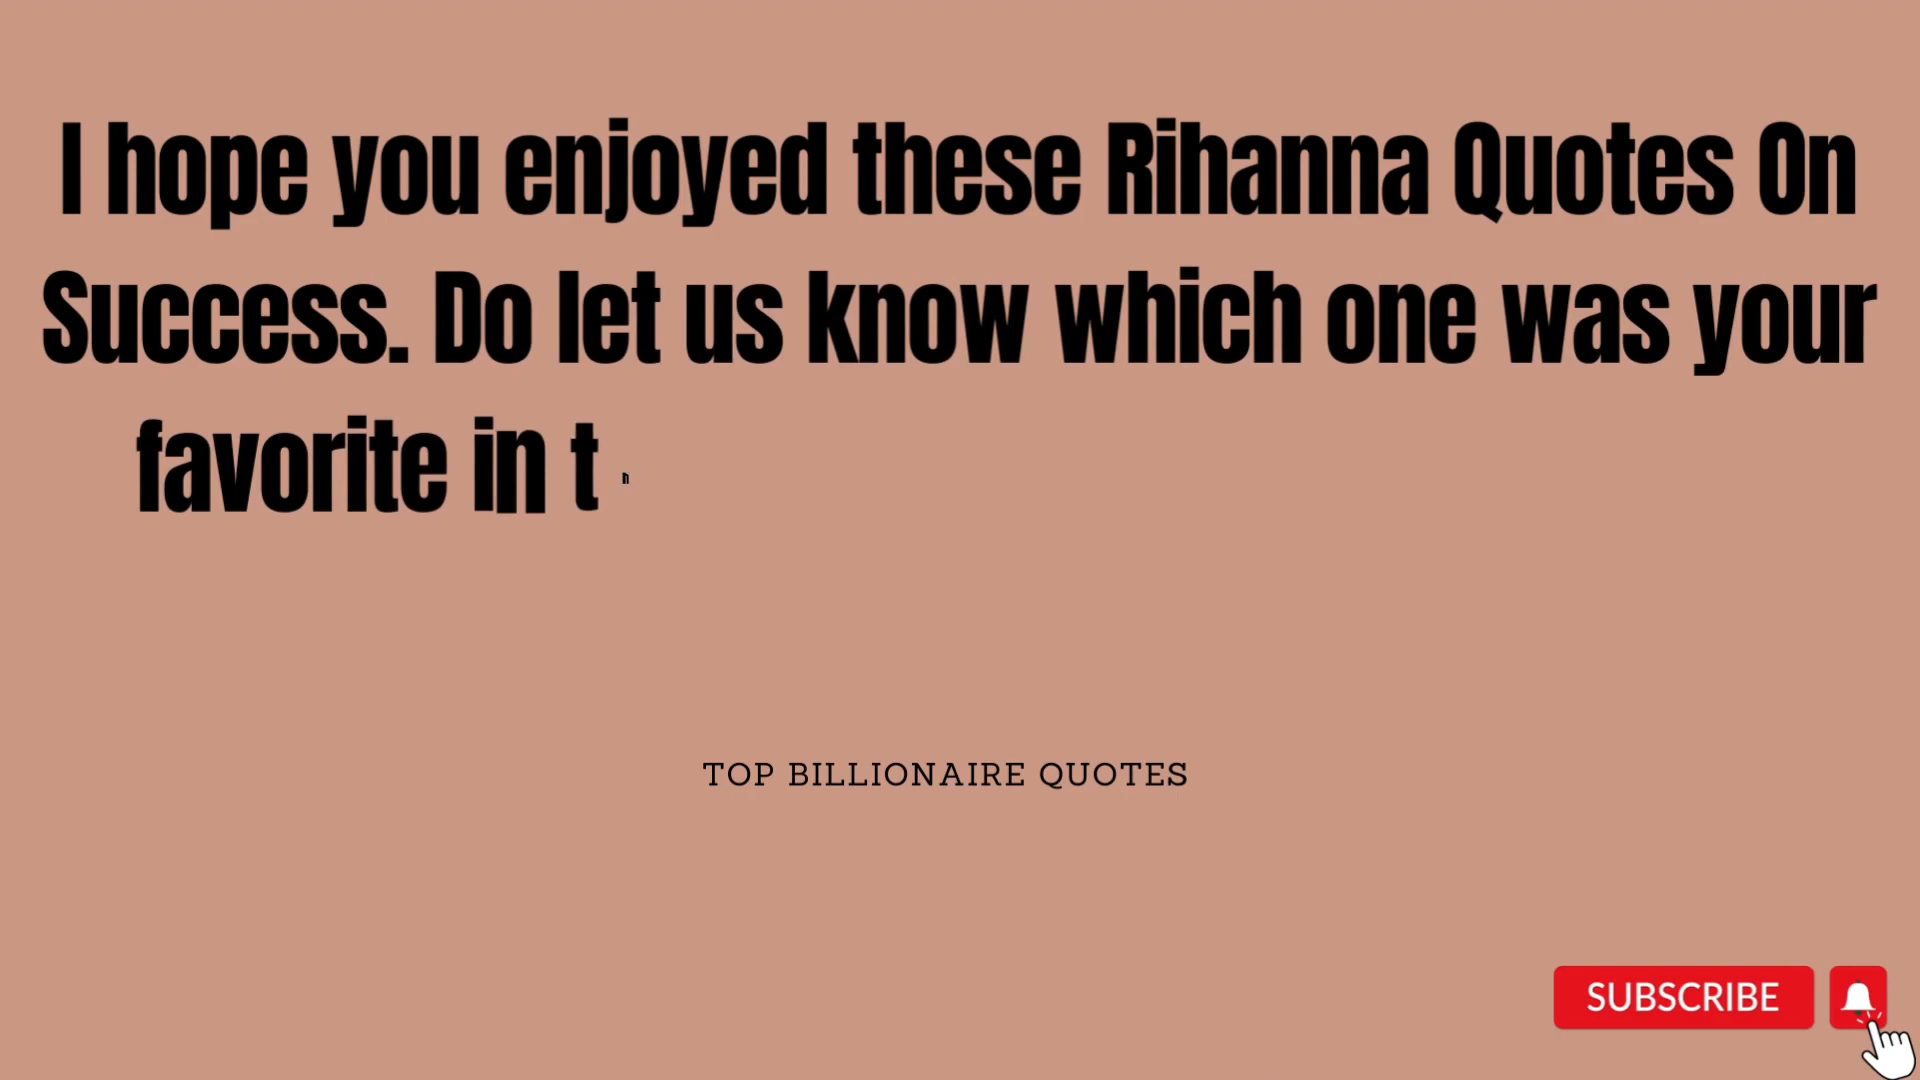 I hope you enjoyed these Rihanna Quotes On
Success. Do let us know which one was your
favorite in t
TOP BILLIONAIRE QUOTES
SUBSCRIBE